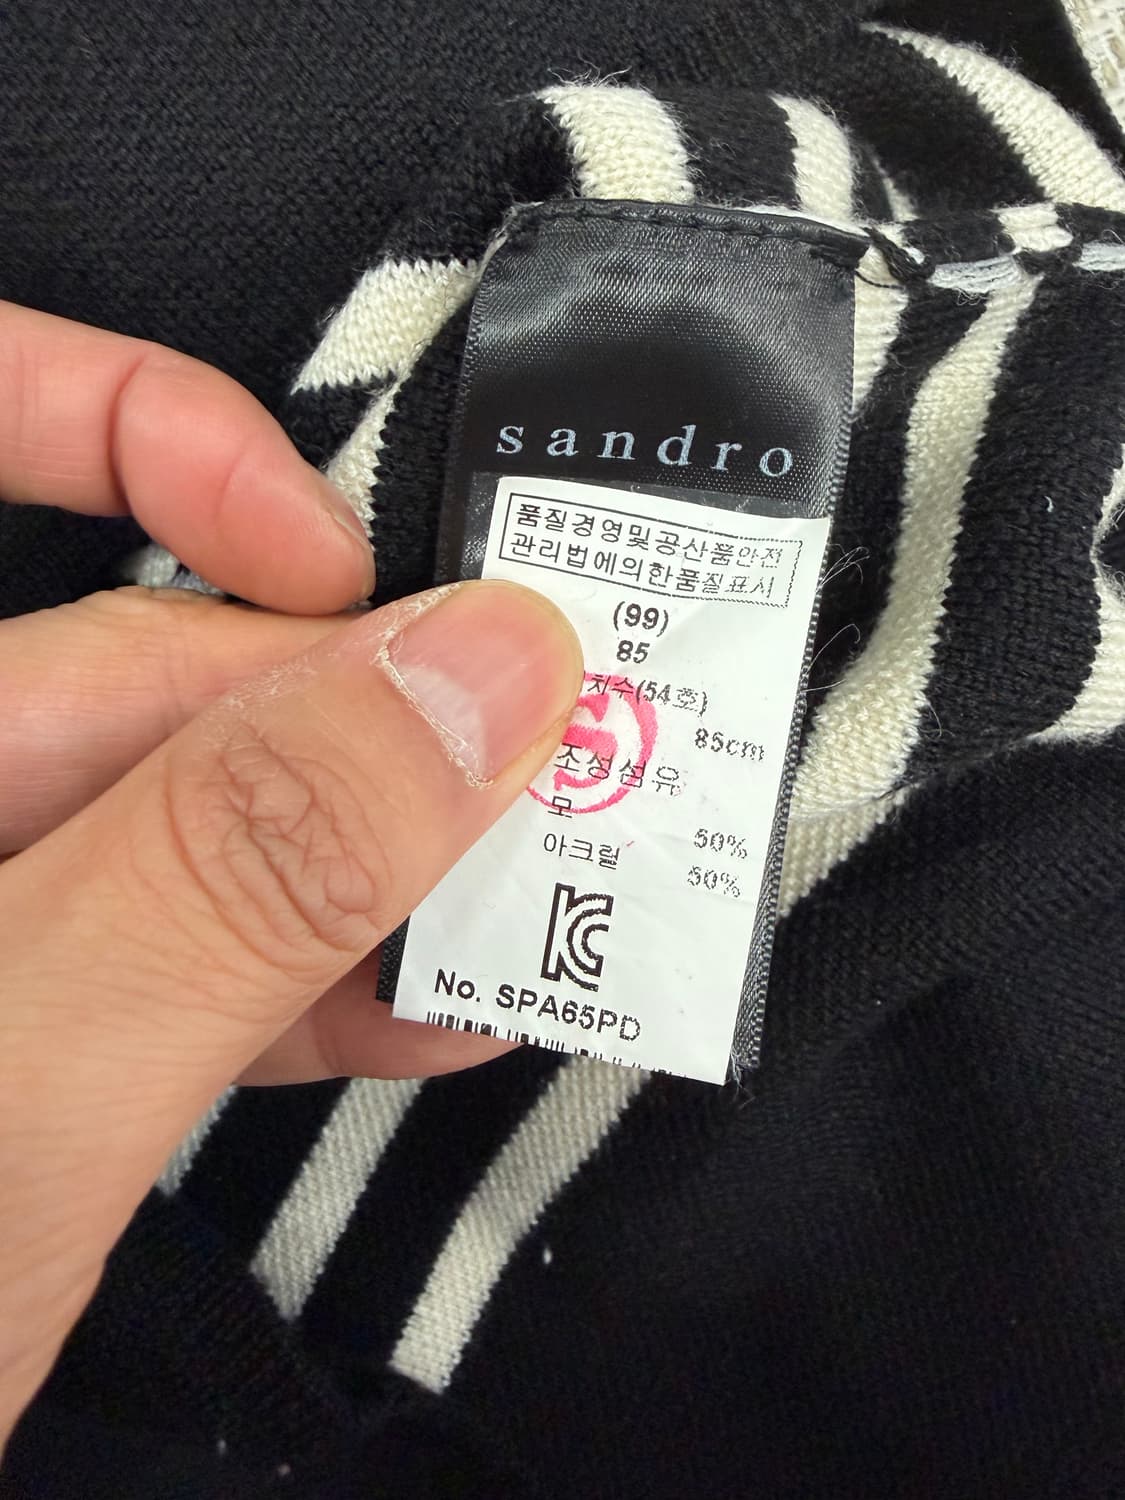 sandro
품질경영및공산품안전
관리법에의한품질표시
(99)
85
치수(54호)
85cm
조성섬유
모 50%
아크릴 50%
KC
No. SPA65PD